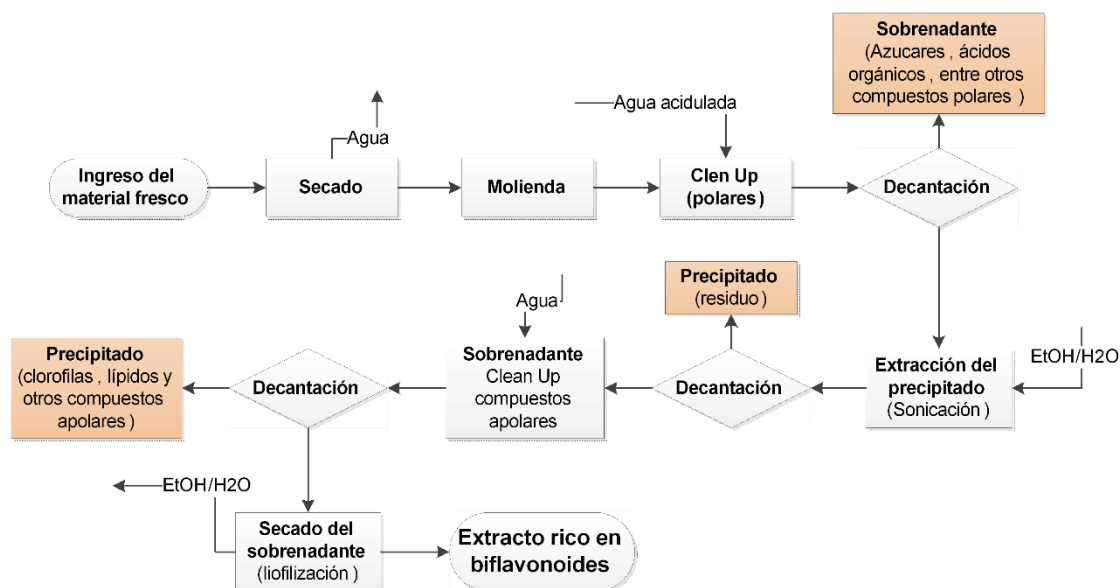 Sobrenadante
(Azucares , ácidos
orgánicos , entre otros
compuestos polares )
Agua acidulada
Agua
Ingreso del
material fresco
Secado
Molienda
Clen Up
(polares )
Decantación
Precipitado
(residuo )
Agua
EtOH/H2O
Precipitado
(clorofilas , lípidos y
otros compuestos
apolares )
Decantación
Sobrenadante
Clean Up
compuestos
apolares
Decantación
Extracción del
precipitado
(Sonicación )
EtOH/H2O
Secado del
sobrenadante
(liofilización )
Extracto rico en
biflavonoides